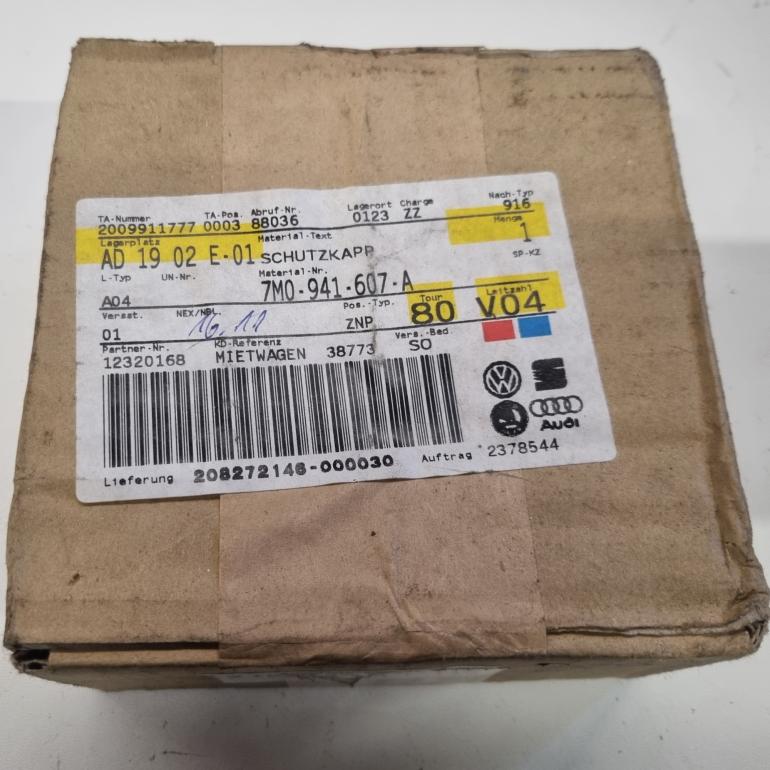 TA-Nummer TA-Pos. Abruf-Nr. Lagerort Charge Nach-Typ
2009911777 0003 88036 0123 ZZ 916
Lagerplatz Material-Text Menge
AD 19 02 E-01 SCHUTZKAPP 1
L-Typ UN-Nr. Material-Nr. SP-KZ
A04 7M0-941-607-A
Versst. NEX/NBL. Pos.-Typ. Tour Leitzahl
01 16.12 ZNP 80 V04
Partner-Nr. KD-Referenz Vers.-Bed.
12320168 MIETWAGEN 38773 SO
AUDI
Lieferung 208272146-000030 Auftrag 2378544